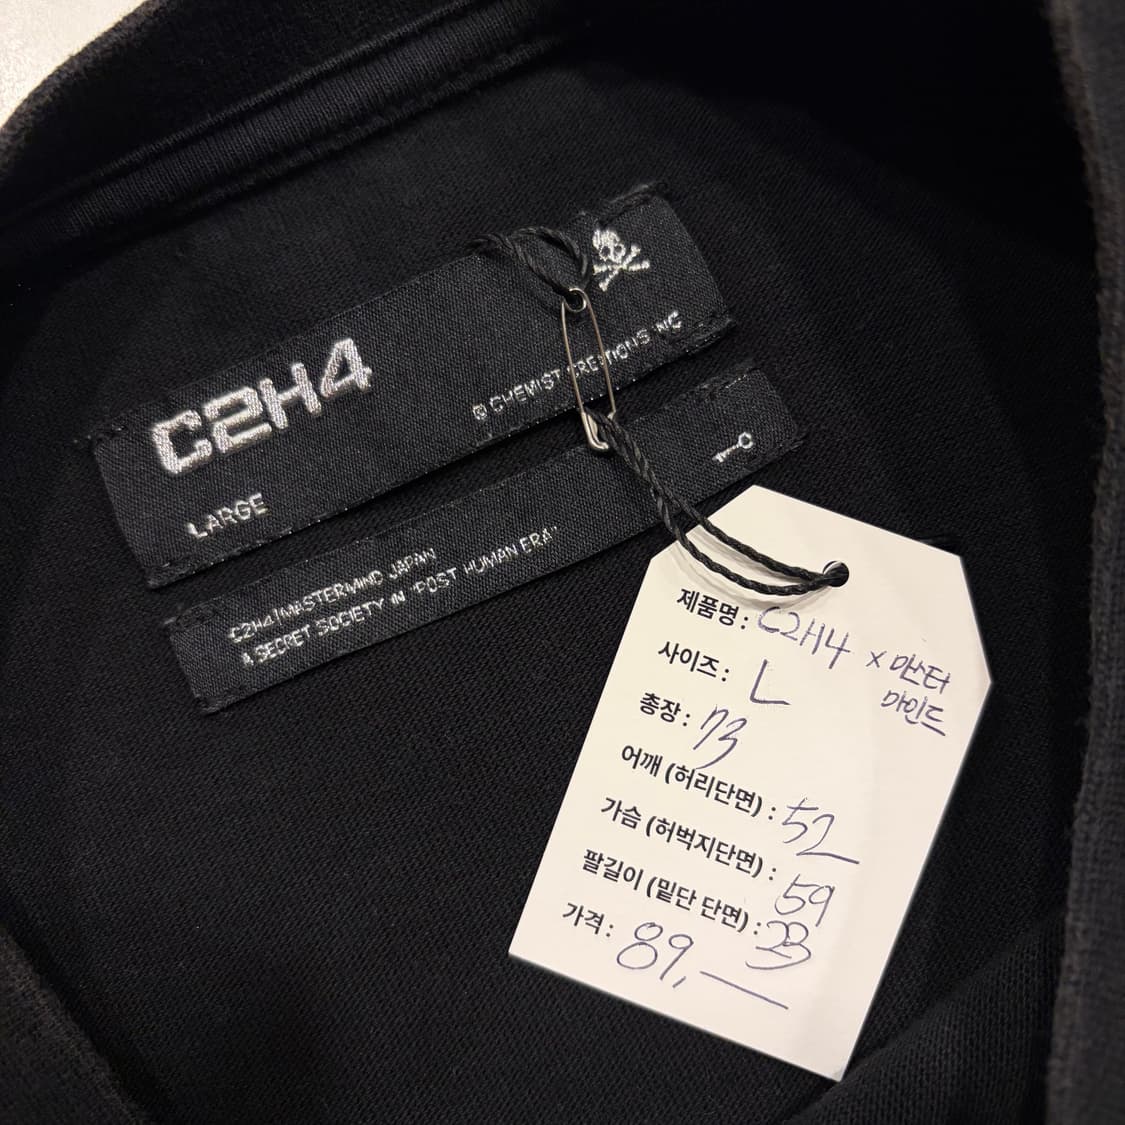 C2H4
© CHEMIST CREATIONS INC
LARGE
C2H4/MASTERMIND JAPAN
A SECRET SOCIETY IN "POST HUMAN ERA"
제품명: C2H4 x 마스터
마인드
사이즈: L
총장: 73
어깨 (허리단면) : 52
가슴 (허벅지단면) : 59
팔길이 (밑단 단면) :
가격: 89,—